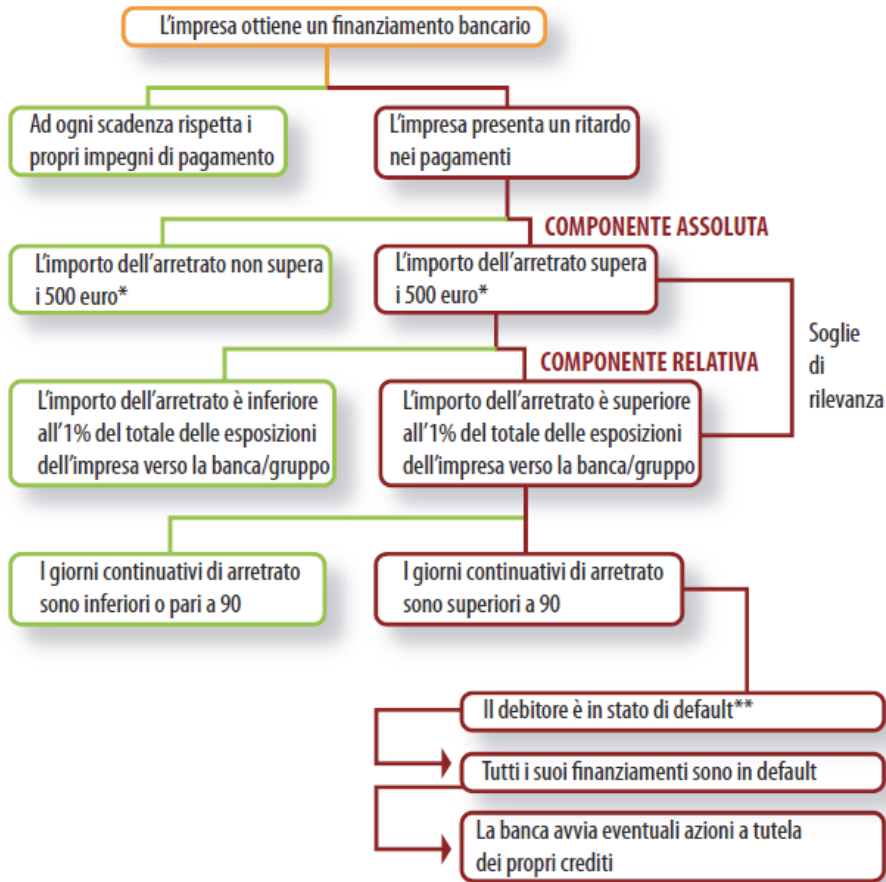 L'impresa ottiene un finanziamento bancario
Ad ogni scadenza rispetta i
propri impegni di pagamento
L'impresa presenta un ritardo
nei pagamenti
COMPONENTE ASSOLUTA
L'importo dell'arretrato non supera
i 500 euro*
L'importo dell'arretrato supera
i 500 euro*
Soglie
di
rilevanza
COMPONENTE RELATIVA
L'importo dell'arretrato è inferiore
all'1% del totale delle esposizioni
dell'impresa verso la banca/gruppo
L'importo dell'arretrato è superiore
all'1% del totale delle esposizioni
dell'impresa verso la banca/gruppo
I giorni continuativi di arretrato
sono inferiori o pari a 90
I giorni continuativi di arretrato
sono superiori a 90
Il debitore è in stato di default**
Tutti i suoi finanziamenti sono in default
La banca avvia eventuali azioni a tutela
dei propri crediti